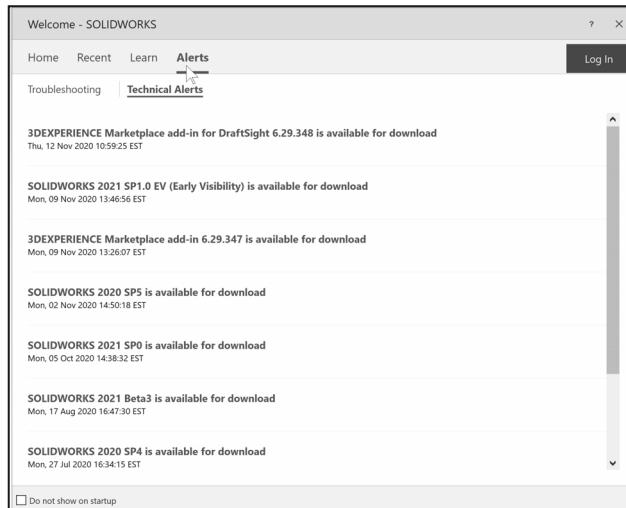 Welcome - SOLIDWORKS ?
Home Recent Learn Alerts Log In
Troubleshooting Technical Alerts
3DEXPERIENCE Marketplace add-in for DraftSight 6.29.348 is available for download
Thu, 12 Nov 2020 10:59:25 EST
SOLIDWORKS 2021 SP1.0 EV (Early Visibility) is available for download
Mon, 09 Nov 2020 13:46:56 EST
3DEXPERIENCE Marketplace add-in 6.29.347 is available for download
Mon, 09 Nov 2020 13:26:07 EST
SOLIDWORKS 2020 SP5 is available for download
Mon, 02 Nov 2020 14:50:18 EST
SOLIDWORKS 2021 SP0 is available for download
Mon, 05 Oct 2020 14:38:32 EST
SOLIDWORKS 2021 Beta3 is available for download
Mon, 17 Aug 2020 16:47:30 EST
SOLIDWORKS 2020 SP4 is available for download
Mon, 27 Jul 2020 16:34:15 EST
Do not show on startup